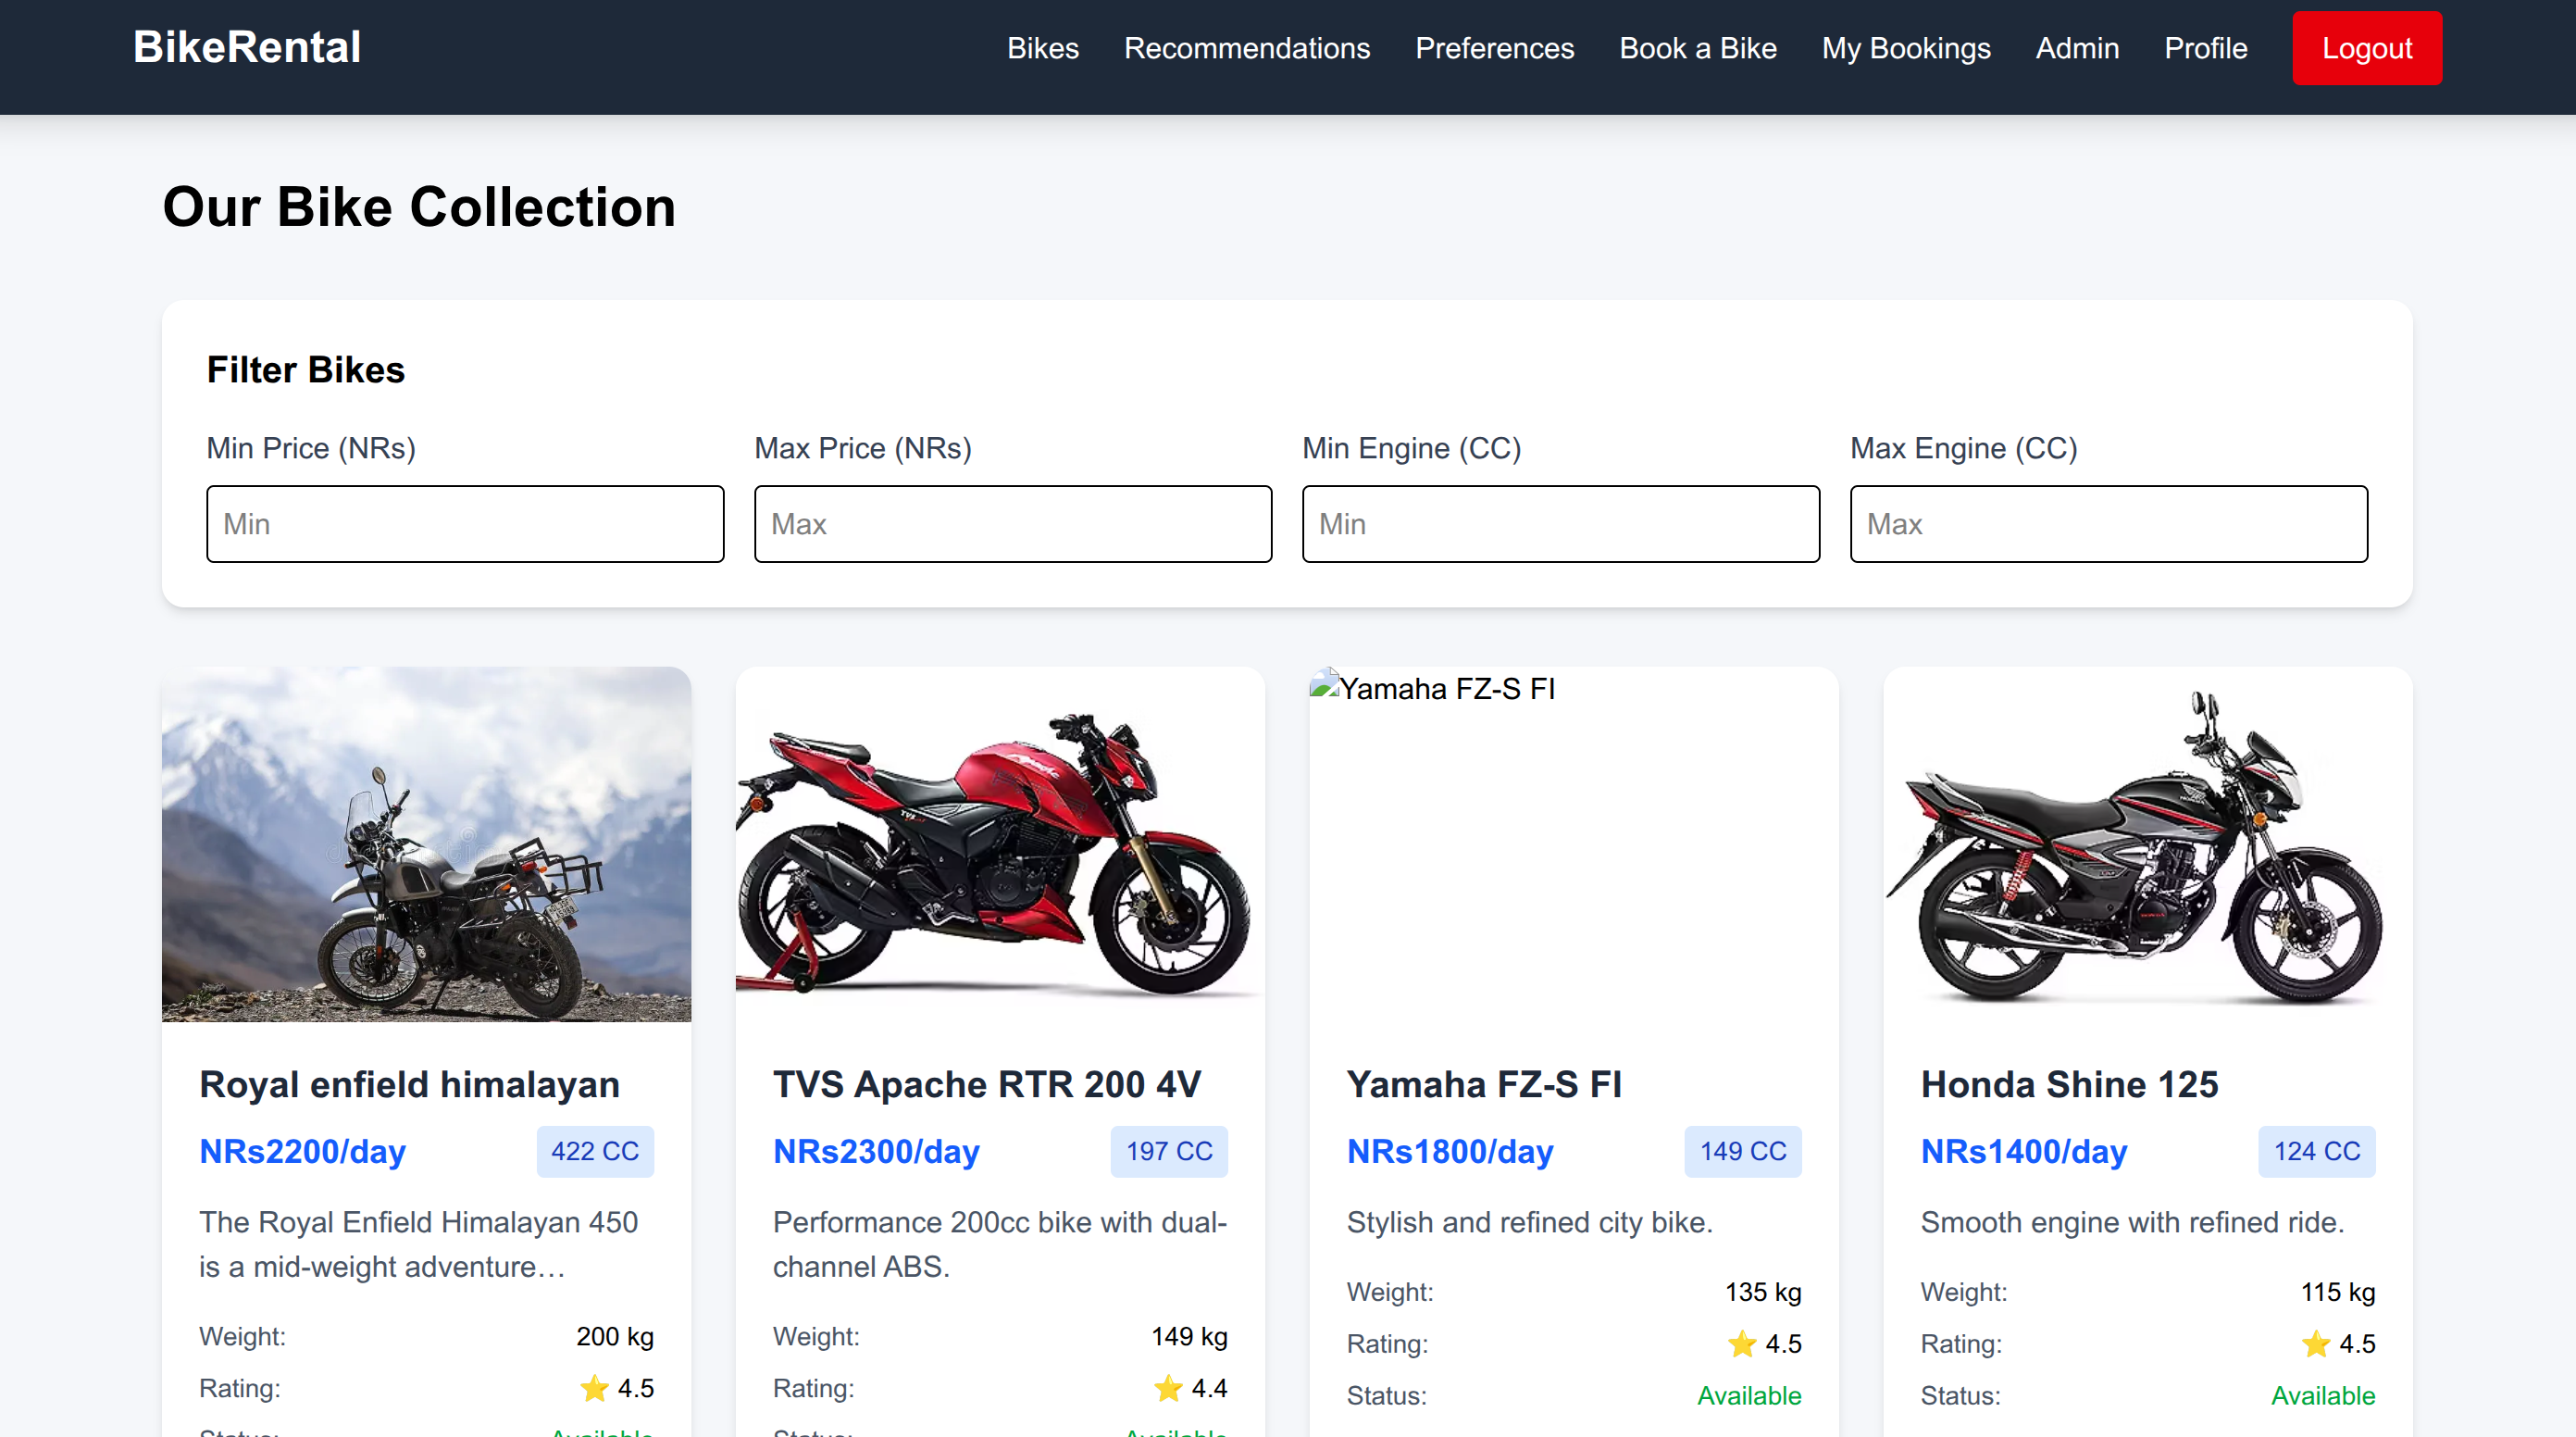 BikeRental
Bikes Recommendations Preferences Book a Bike My Bookings Admin Profile Logout
Our Bike Collection
Filter Bikes
Min Price (NRs) Max Price (NRs) Min Engine (CC) Max Engine (CC)
Min Max Min Max
Yamaha FZ-S FI
Royal enfield himalayan
NRs2200/day 422 CC
The Royal Enfield Himalayan 450
is a mid-weight adventure…
Weight: 200 kg
Rating: ⭐ 4.5
Status: Available
TVS Apache RTR 200 4V
NRs2300/day 197 CC
Performance 200cc bike with dual-
channel ABS.
Weight: 149 kg
Rating: ⭐ 4.4
Status: Available
Yamaha FZ-S FI
NRs1800/day 149 CC
Stylish and refined city bike.
Weight: 135 kg
Rating: ⭐ 4.5
Status: Available
Honda Shine 125
NRs1400/day 124 CC
Smooth engine with refined ride.
Weight: 115 kg
Rating: ⭐ 4.5
Status: Available